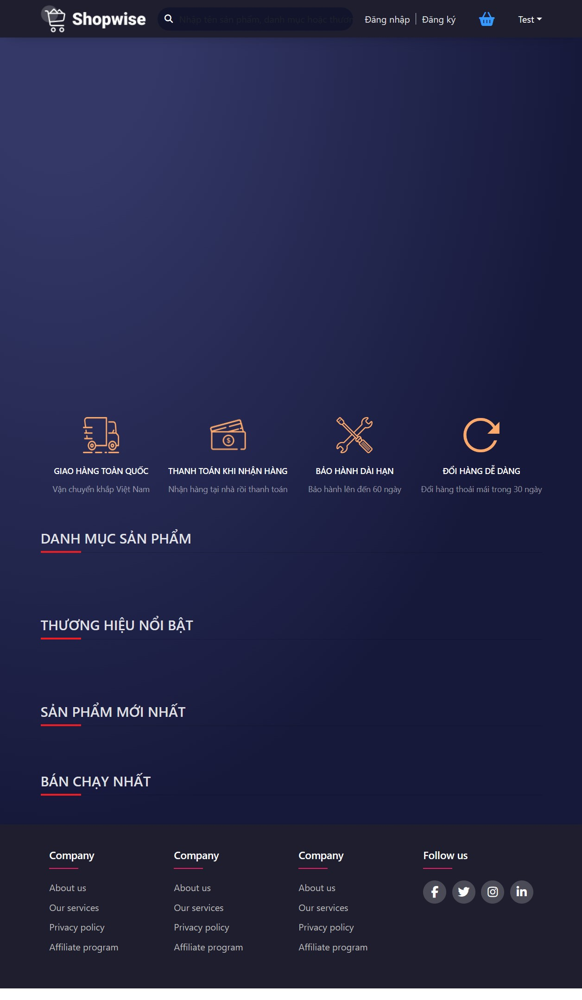 Shopwise
Nhập tên sản phẩm, danh mục hoặc thươn
Đăng nhập
Đăng ký
Test
$
GIAO HÀNG TOÀN QUỐC
Vận chuyển khắp Việt Nam
THANH TOÁN KHI NHẬN HÀNG
Nhận hàng tại nhà rồi thanh toán
BẢO HÀNH DÀI HẠN
Bảo hành lên đến 60 ngày
ĐỔI HÀNG DỄ DÀNG
Đổi hàng thoải mái trong 30 ngày
DANH MỤC SẢN PHẨM
THƯƠNG HIỆU NỔI BẬT
SẢN PHẨM MỚI NHẤT
BÁN CHẠY NHẤT
Company
About us
Our services
Privacy policy
Affiliate program
Company
About us
Our services
Privacy policy
Affiliate program
Company
About us
Our services
Privacy policy
Affiliate program
Follow us